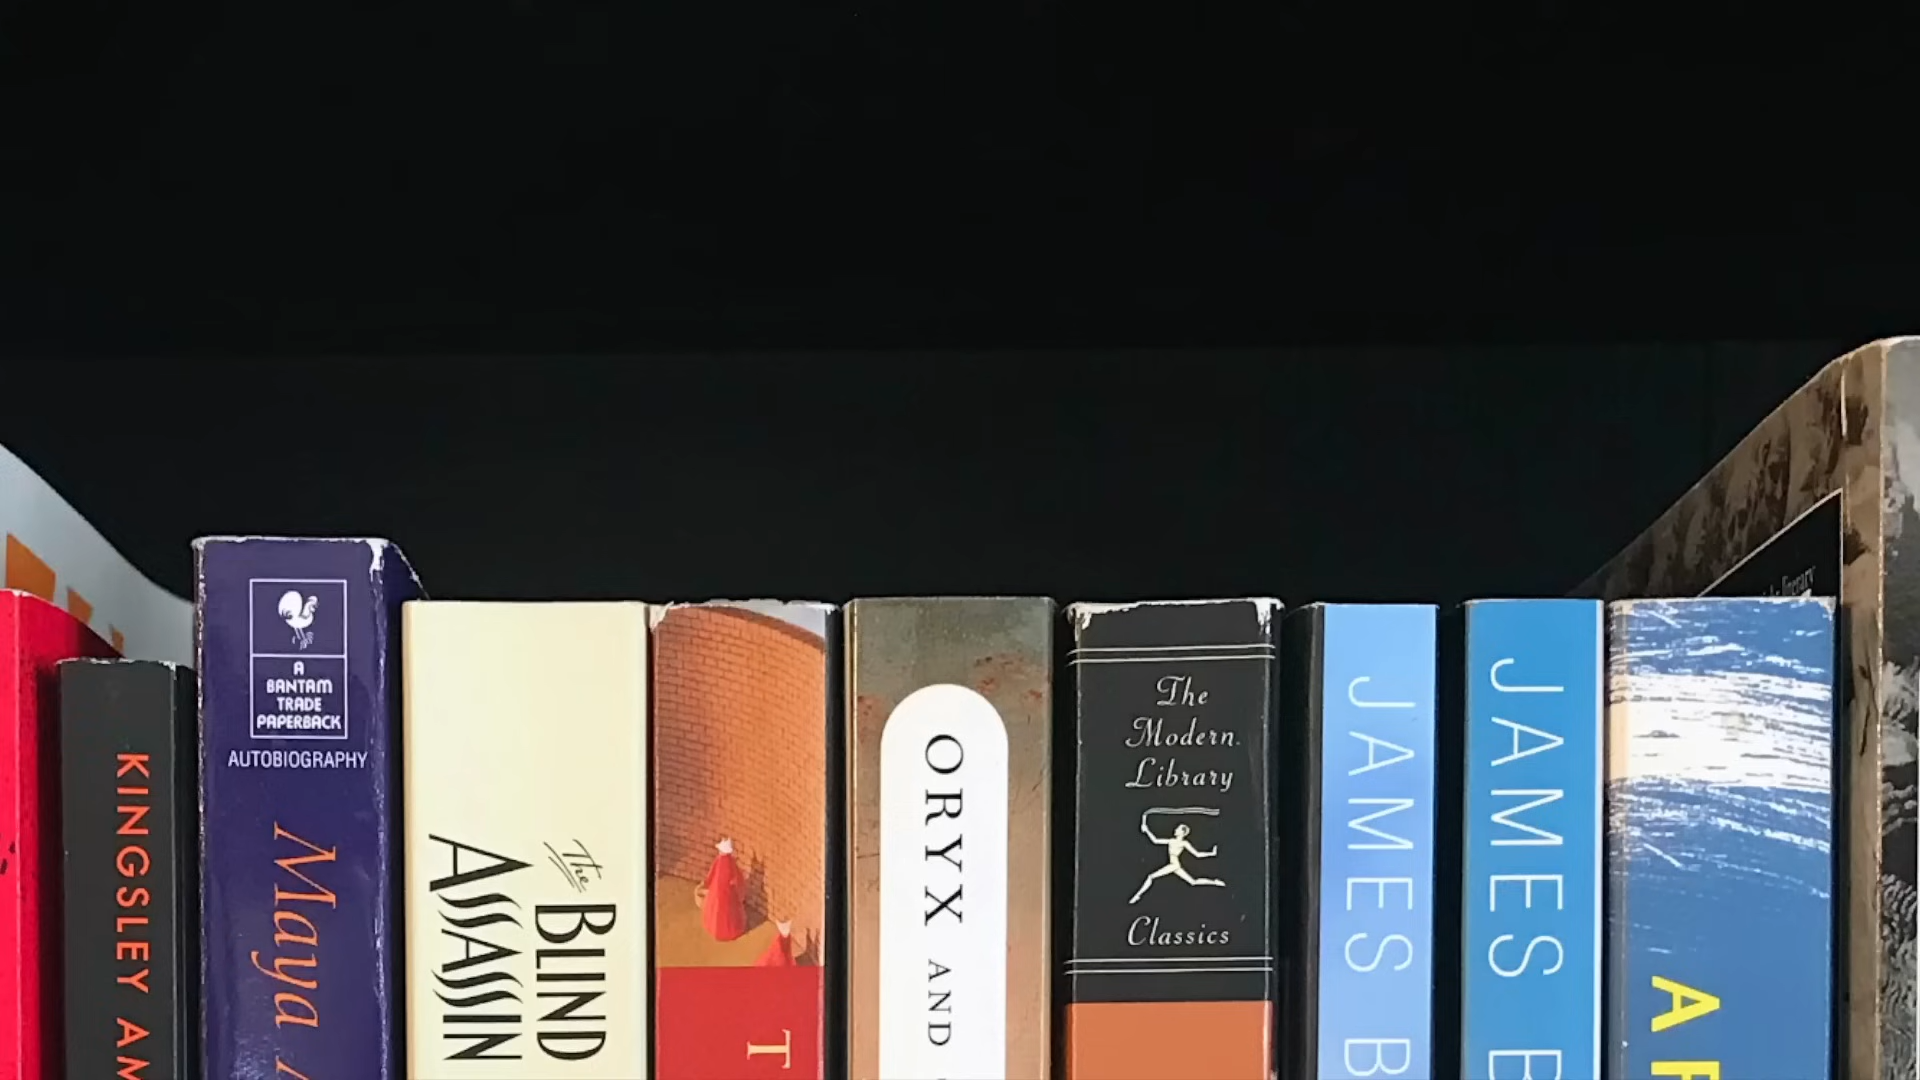 KINGSLEY AM
A
BANTAM
TRADE
PAPERBACK
AUTOBIOGRAPHY
Maya
The
BLIND
ASSASSIN
T
ORYX AND
The
Modern
Library
Classics
JAMES B
JAMES B
A